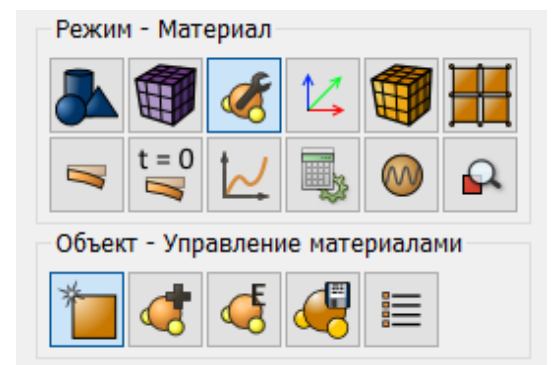 Режим - Материал
t = 0
Объект - Управление материалами
E